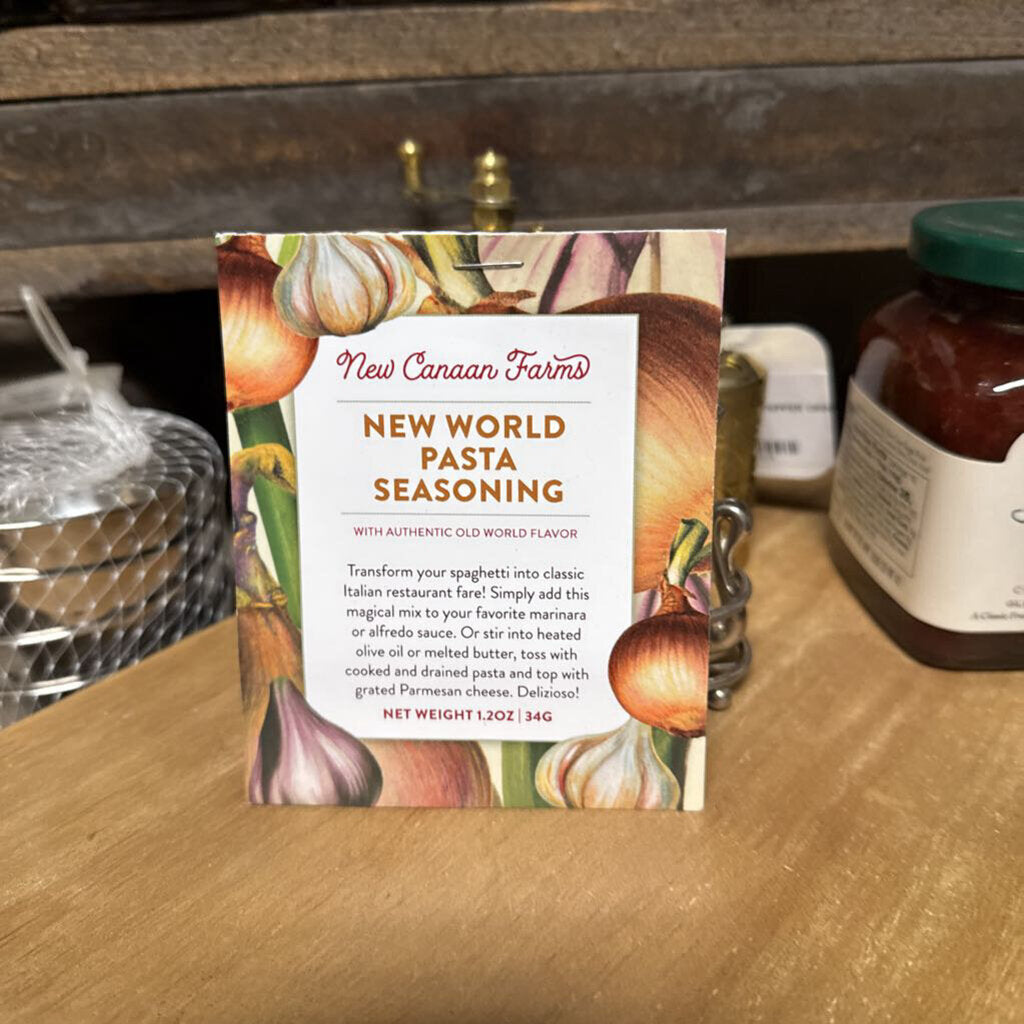 New Canaan Farms
NEW WORLD
PASTA
SEASONING
WITH AUTHENTIC OLD WORLD FLAVOR
Transform your spaghetti into classic
Italian restaurant fare! Simply add this
magical mix to your favorite marinara
or alfredo sauce. Or stir into heated
olive oil or melted butter, toss with
cooked and drained pasta and top with
grated Parmesan cheese. Delizioso!
NET WEIGHT 1.2OZ | 34G